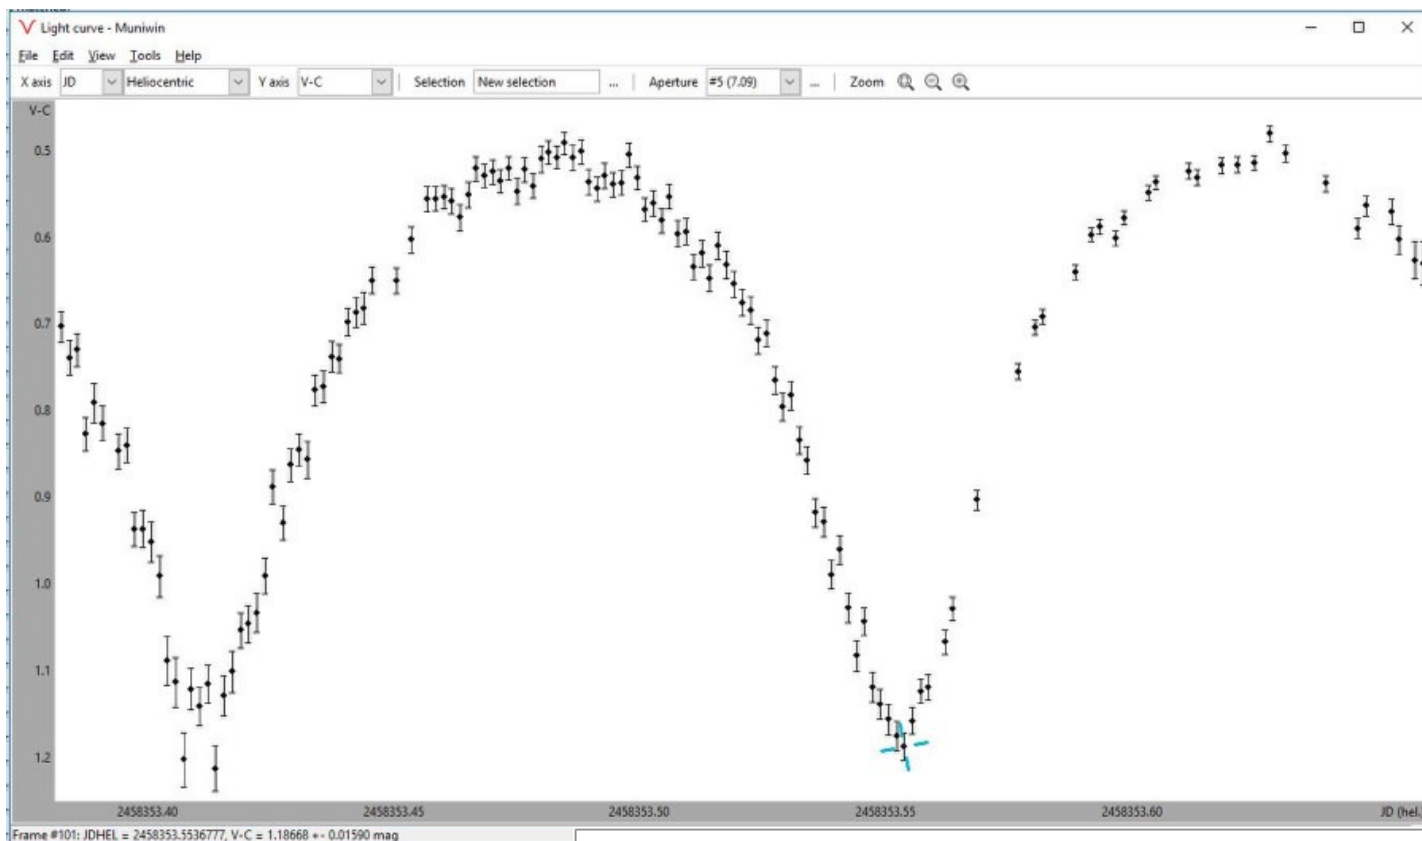 Light curve - Muniwin
File Edit View Tools Help
X axis JD Heliocentric Y axis V-C Selection New selection ... Aperture #5 (7.09) ... Zoom
V-C
0.5
0.6
0.7
0.8
0.9
1.0
1.1
1.2
2458353.40 2458353.45 2458353.50 2458353.55 2458353.60 JD (hel.
Frame #101: JDHEL = 2458353.5536777, V-C = 1.18668 +- 0.01590 mag